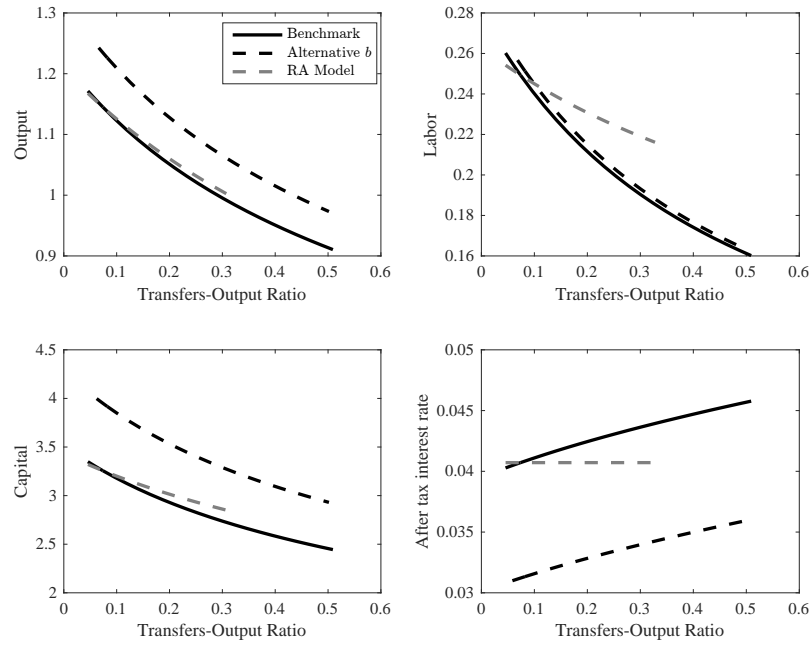 1.3
1.2
1.1
1
0.9
Output
Benchmark
Alternative b
RA Model
0 0.1 0.2 0.3 0.4 0.5 0.6
Transfers-Output Ratio
0.28
0.26
0.24
0.22
0.2
0.18
0.16
Labor
0 0.1 0.2 0.3 0.4 0.5 0.6
Transfers-Output Ratio
4.5
4
3.5
3
2.5
2
Capital
0 0.1 0.2 0.3 0.4 0.5 0.6
Transfers-Output Ratio
0.05
0.045
0.04
0.035
0.03
After tax interest rate
0 0.1 0.2 0.3 0.4 0.5 0.6
Transfers-Output Ratio